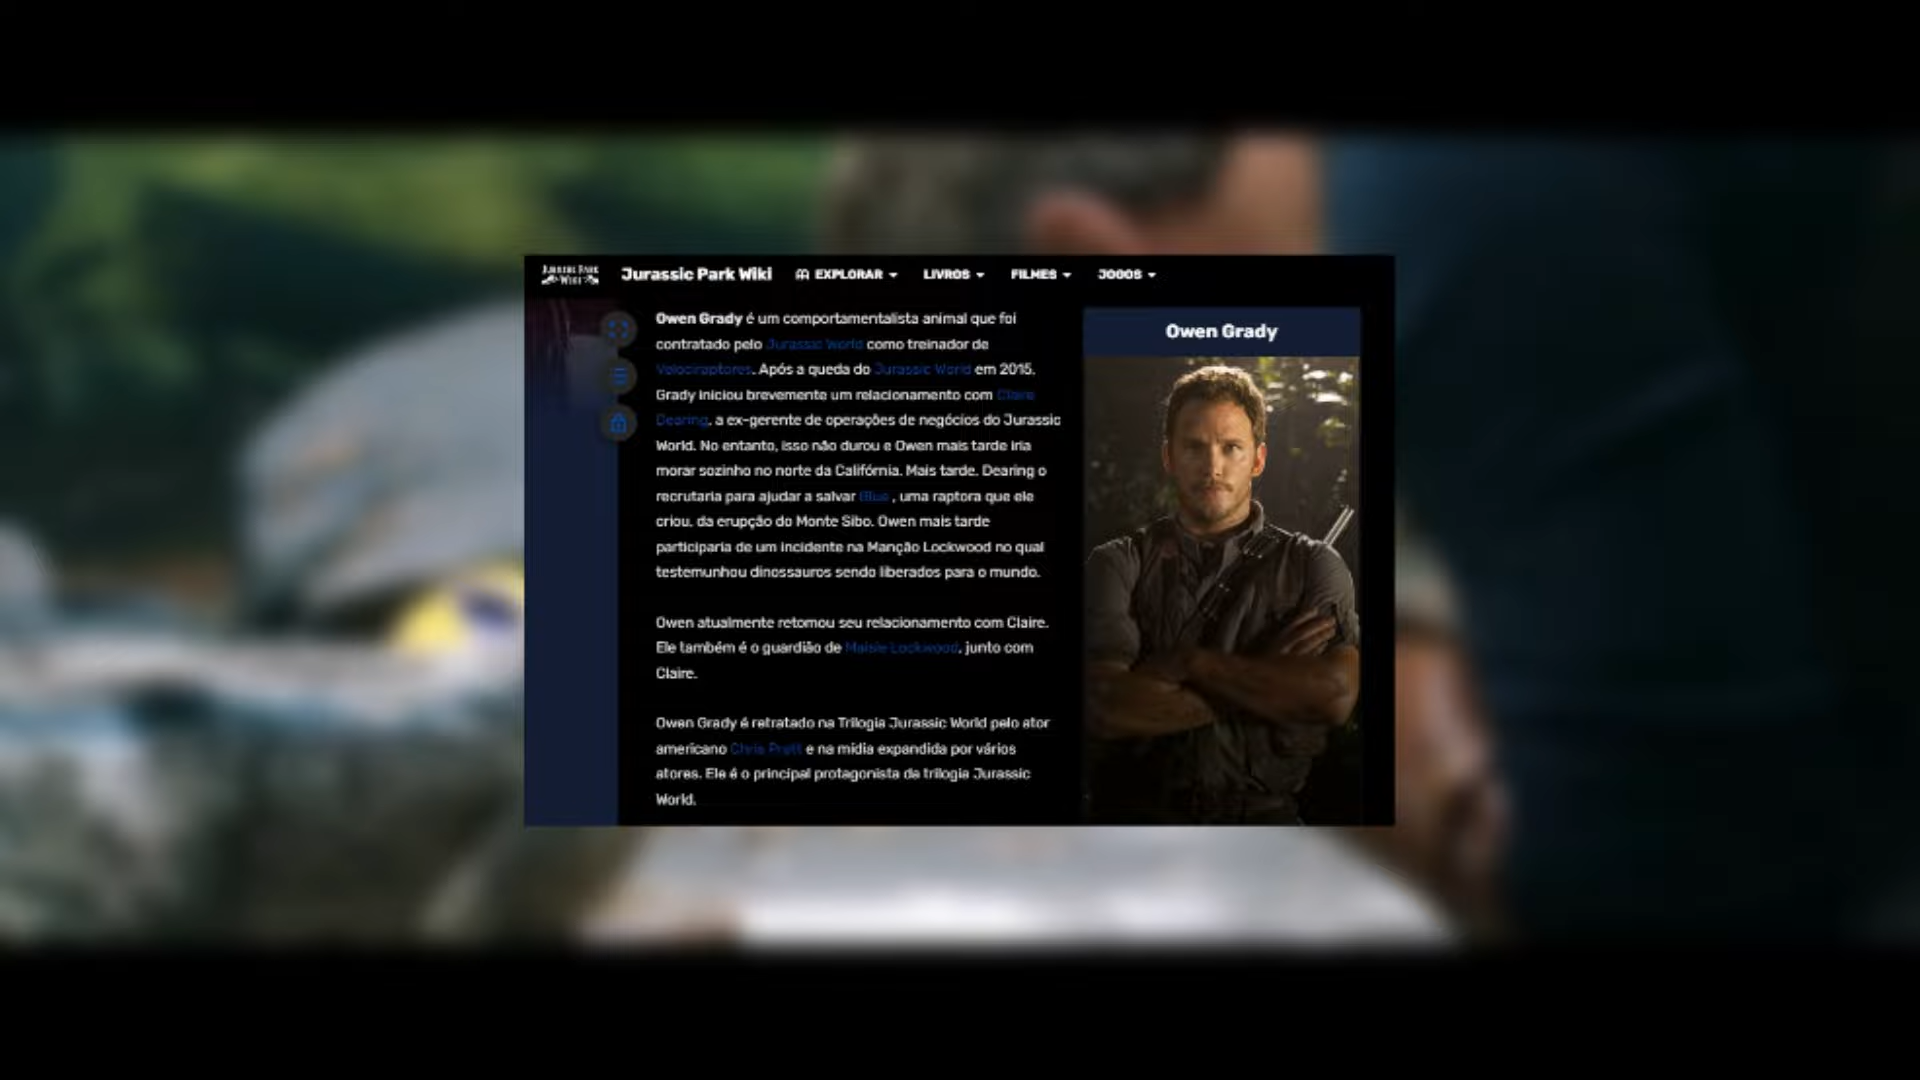 JURASSIC PARK
WIKI
Jurassic Park Wiki EXPLORAR LIVROS FILMES JOGOS
Owen Grady é um comportamentalista animal que foi
contratado pelo Jurassic World como treinador de
Velociraptores. Após a queda do Jurassic World em 2015,
Grady iniciou brevemente um relacionamento com Claire
Dearing, a ex-gerente de operações de negócios do Jurassic
World. No entanto, isso não durou e Owen mais tarde iria
morar sozinho no norte da Califórnia. Mais tarde, Dearing o
recrutaria para ajudar a salvar Blue , uma raptora que ele
criou, da erupção do Monte Sibo. Owen mais tarde
participaria de um incidente na Manção Lockwood no qual
testemunhou dinossauros sendo liberados para o mundo.
Owen atualmente retomou seu relacionamento com Claire.
Ele também é o guardião de Maisie Lockwood, junto com
Claire.
Owen Grady é retratado na Trilogia Jurassic World pelo ator
americano Chris Pratt e na mídia expandida por vários
atores. Ele é o principal protagonista da trilogia Jurassic
World.
Owen Grady